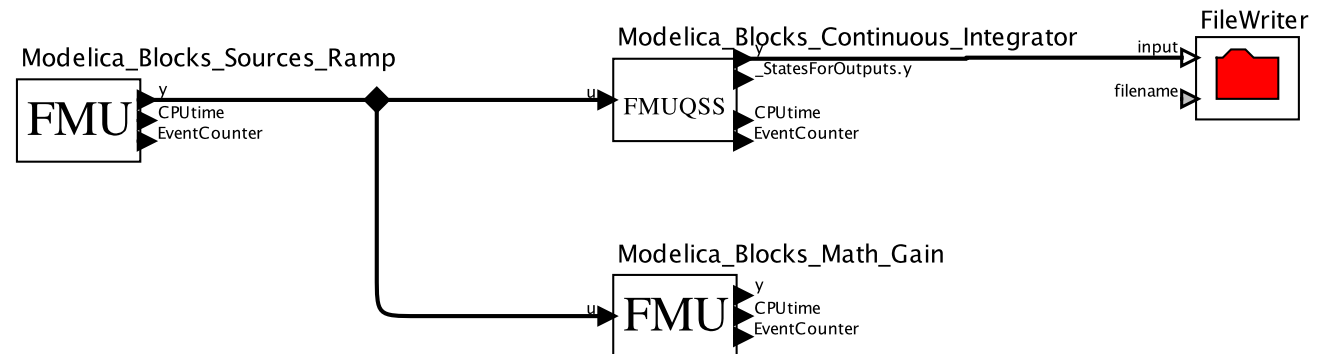 FileWriter
Modelica_Blocks_Continuous_Integrator
Modelica_Blocks_Sources_Ramp
y
input
_StatesForOutputs.y
y
u
FMU
FMUQSS
filename
CPUtime
CPUtime
EventCounter
EventCounter
Modelica_Blocks_Math_Gain
y
u
FMU
CPUtime
EventCounter